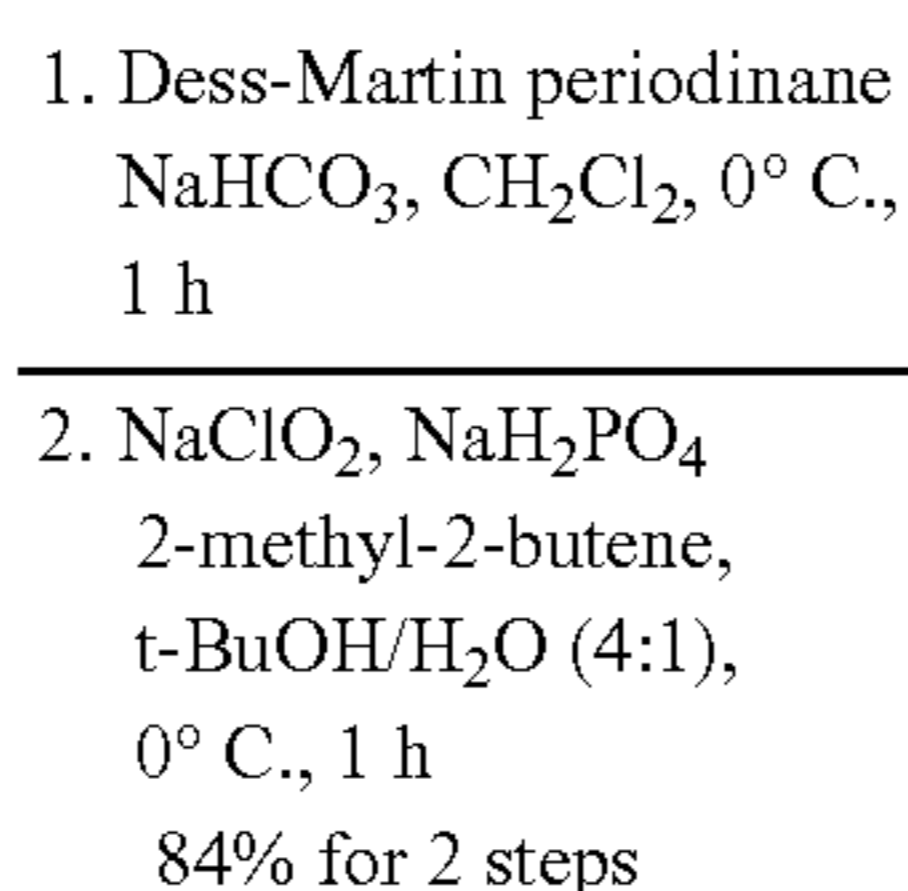 1. Dess-Martin periodinane
NaHCO₃, CH₂Cl₂, 0° C.,
1 h
2. NaClO₂, NaH₂PO₄
2-methyl-2-butene,
t-BuOH/H₂O (4:1),
0° C., 1 h
84% for 2 steps